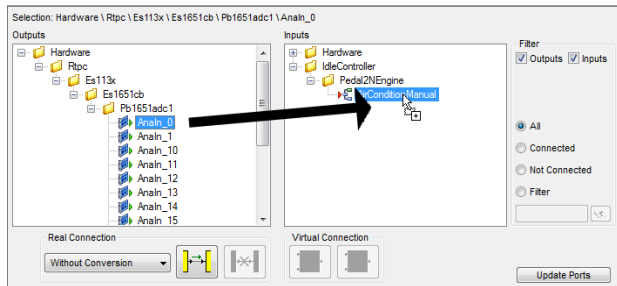 Selection: Hardware \ Rtpc \ Es113x \ Es1651cb \ Pb1651adc1 \ AnaIn_0
Outputs
Hardware
Rtpc
Es113x
Es1651cb
Pb1651adc1
AnaIn_0
AnaIn_1
AnaIn_10
AnaIn_11
AnaIn_12
AnaIn_13
AnaIn_14
AnaIn_15
Inputs
Hardware
IdleController
Pedal2NEngine
AirConditionManual
Filter
Outputs Inputs
All
Connected
Not Connected
Filter
Real Connection
Without Conversion
Virtual Connection
Update Ports